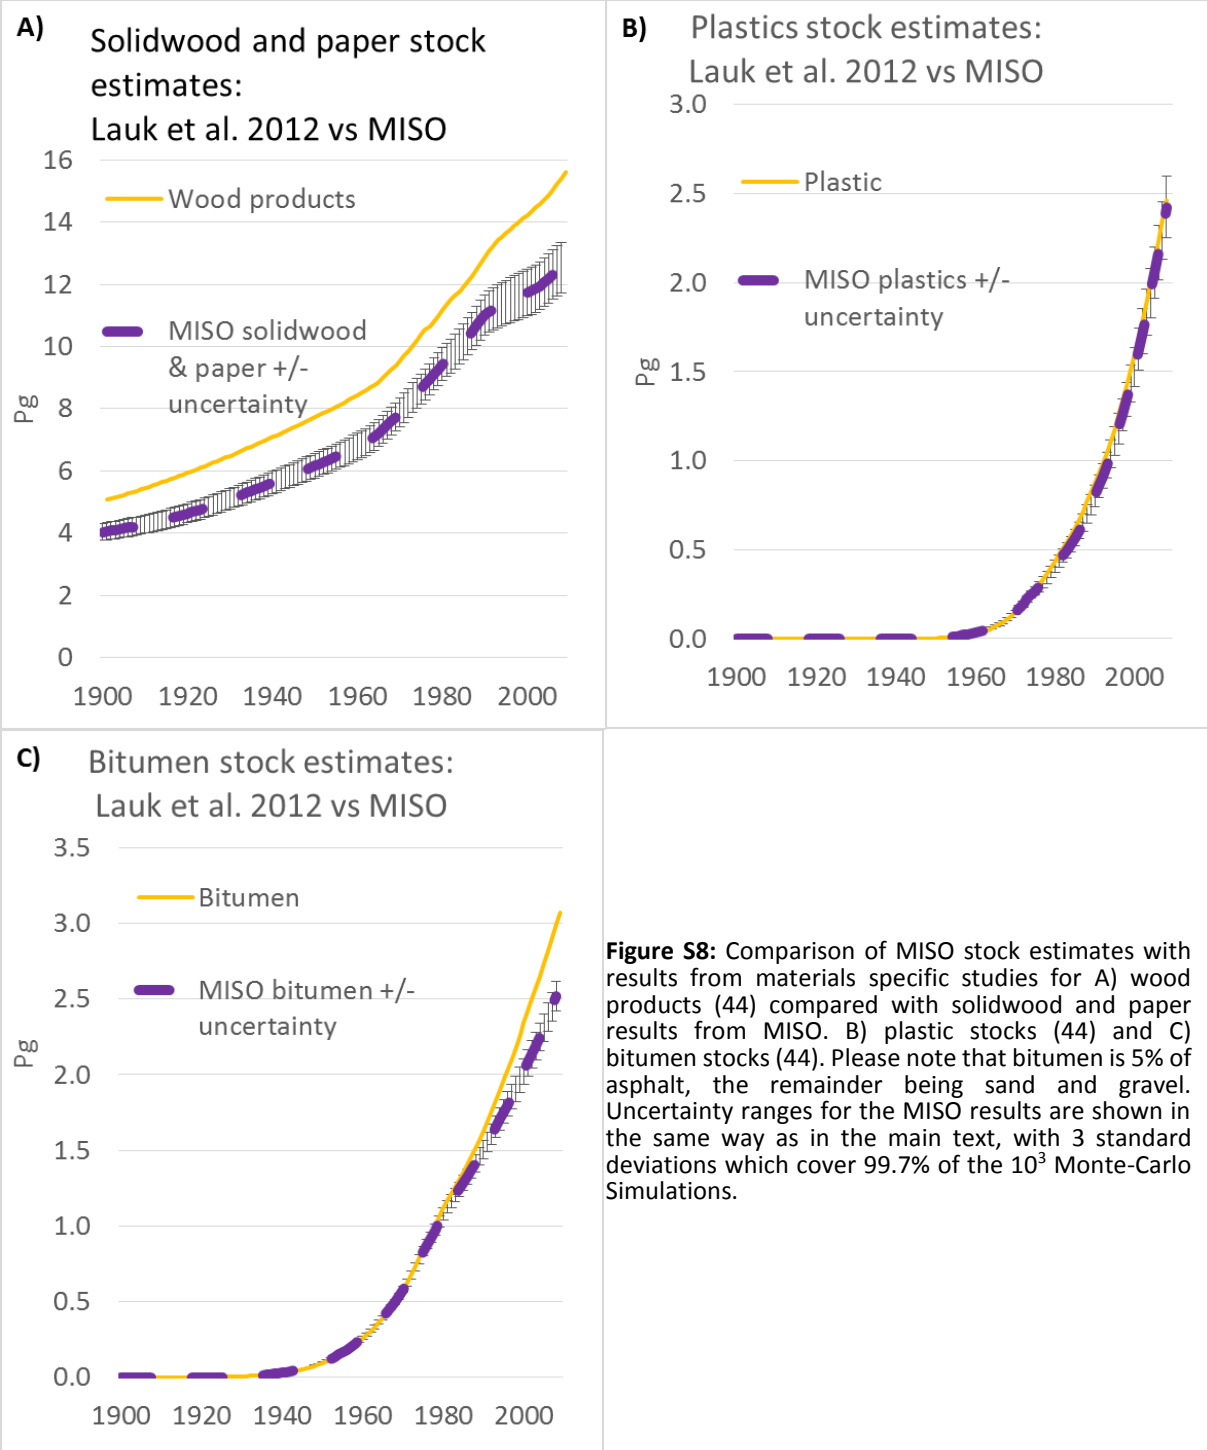 A)
Solidwood and paper stock
estimates:
Lauk et al. 2012 vs MISO
16
14
12
10
8
6
4
2
0
Pg
Wood products
MISO solidwood
& paper +/-
uncertainty
1900 1920 1940 1960 1980 2000
B)
Plastics stock estimates:
Lauk et al. 2012 vs MISO
3.0
2.5
2.0
1.5
1.0
0.5
0.0
Pg
Plastic
MISO plastics +/-
uncertainty
1900 1920 1940 1960 1980 2000
C)
Bitumen stock estimates:
Lauk et al. 2012 vs MISO
3.5
3.0
2.5
2.0
1.5
1.0
0.5
0.0
Pg
Bitumen
MISO bitumen +/-
uncertainty
1900 1920 1940 1960 1980 2000
Figure S8: Comparison of MISO stock estimates with
results from materials specific studies for A) wood
products (44) compared with solidwood and paper
results from MISO. B) plastic stocks (44) and C)
bitumen stocks (44). Please note that bitumen is 5% of
asphalt, the remainder being sand and gravel.
Uncertainty ranges for the MISO results are shown in
the same way as in the main text, with 3 standard
deviations which cover 99.7% of the 10³ Monte-Carlo
Simulations.